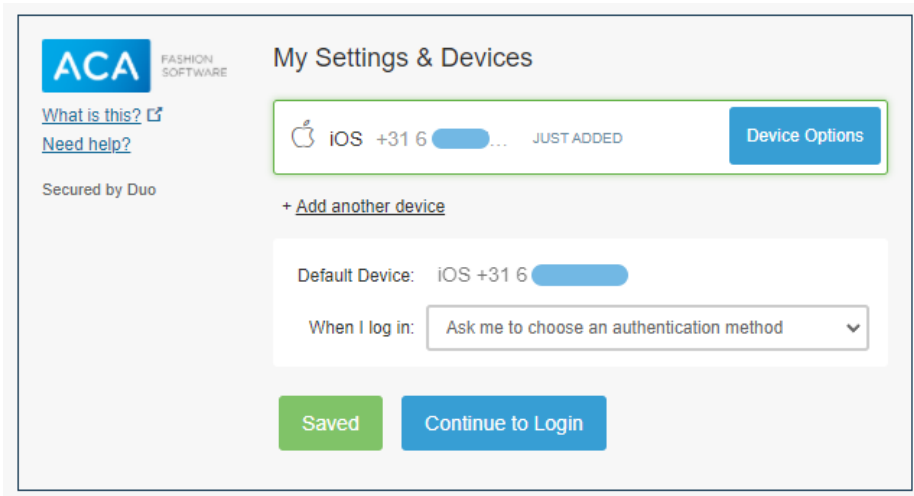 ACA FASHION SOFTWARE
What is this?
Need help?
Secured by Duo
My Settings & Devices
iOS +31 6 ... JUST ADDED
Device Options
+ Add another device
Default Device: iOS +31 6
When I log in: Ask me to choose an authentication method
Saved
Continue to Login